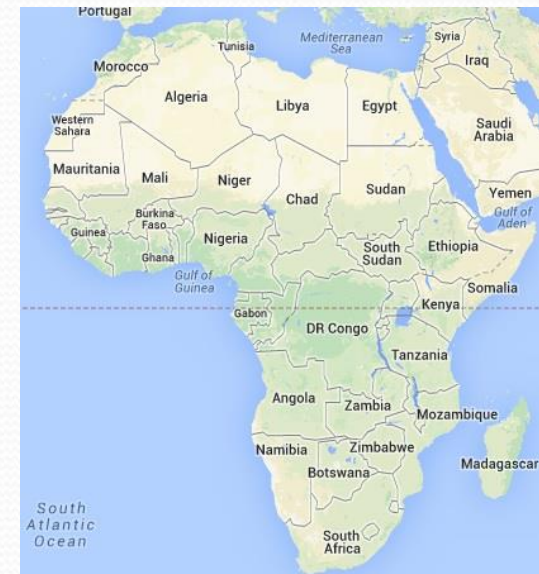 Portugal
Mediterranean
Sea
Tunisia
Syria
Morocco
Iraq
Algeria
Libya
Egypt
Western
Sahara
Saudi
Arabia
Mauritania
Mali
Niger
Chad
Sudan
Yemen
Gulf of
Aden
Burkina
Faso
Guinea
Nigeria
Ghana
South
Sudan
Ethiopia
Gulf of
Guinea
Somalia
Kenya
Gabon
DR Congo
Tanzania
Angola
Zambia
Mozambique
Namibia
Zimbabwe
Botswana
Madagascar
South
Atlantic
Ocean
South
Africa